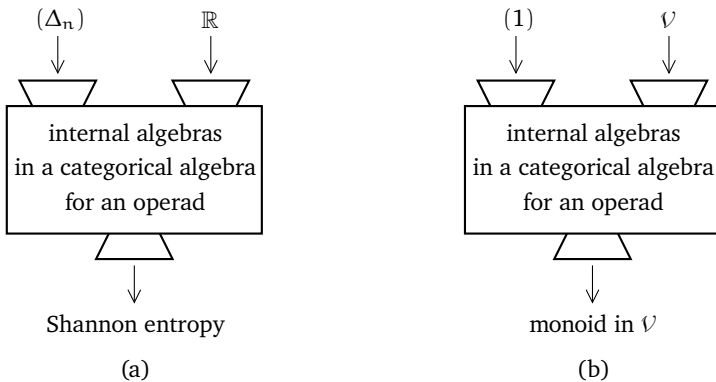 (Δₙ) ℝ
internal algebras
in a categorical algebra
for an operad
Shannon entropy
(a)
(1) 𝒱
internal algebras
in a categorical algebra
for an operad
monoid in 𝒱
(b)